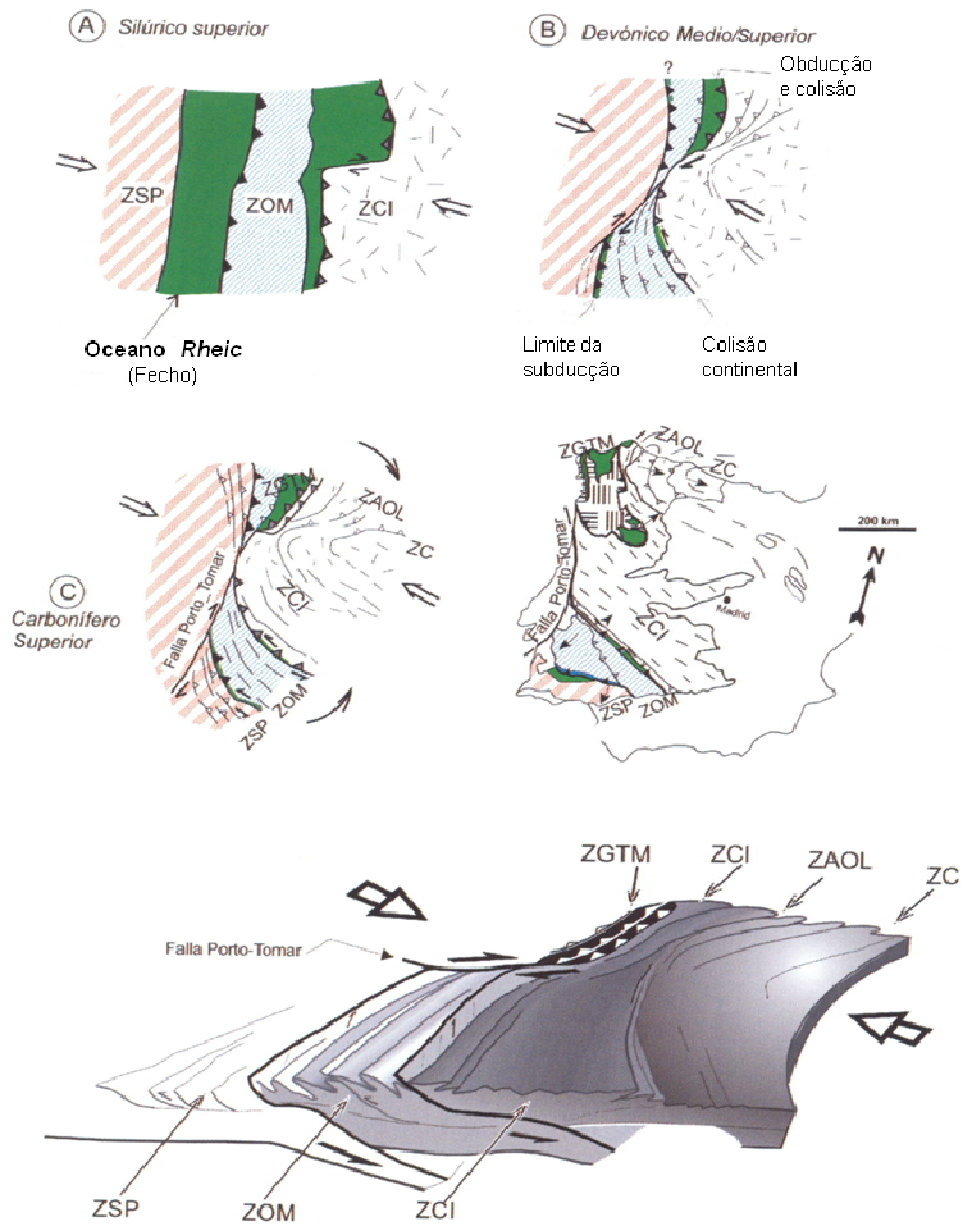 A Silúrico superior
ZSP
ZOM
ZCI
Oceano Rheic
(Fecho)
B Devónico Medio/Superior
?
Obducção
e colisão
Limite da
subducção
Colisão
continental
C
Carbonífero
Superior
ZGTM
ZAOL
ZC
ZCI
Falla Porto_Tomar
ZSP
ZOM
ZGTM
ZAOL
ZC
200 km
N
Falla Porto-Tomar
Madrid
ZCI
ZSP
ZOM
ZGTM
ZCI
ZAOL
ZC
Falla Porto-Tomar
ZSP
ZOM
ZCI